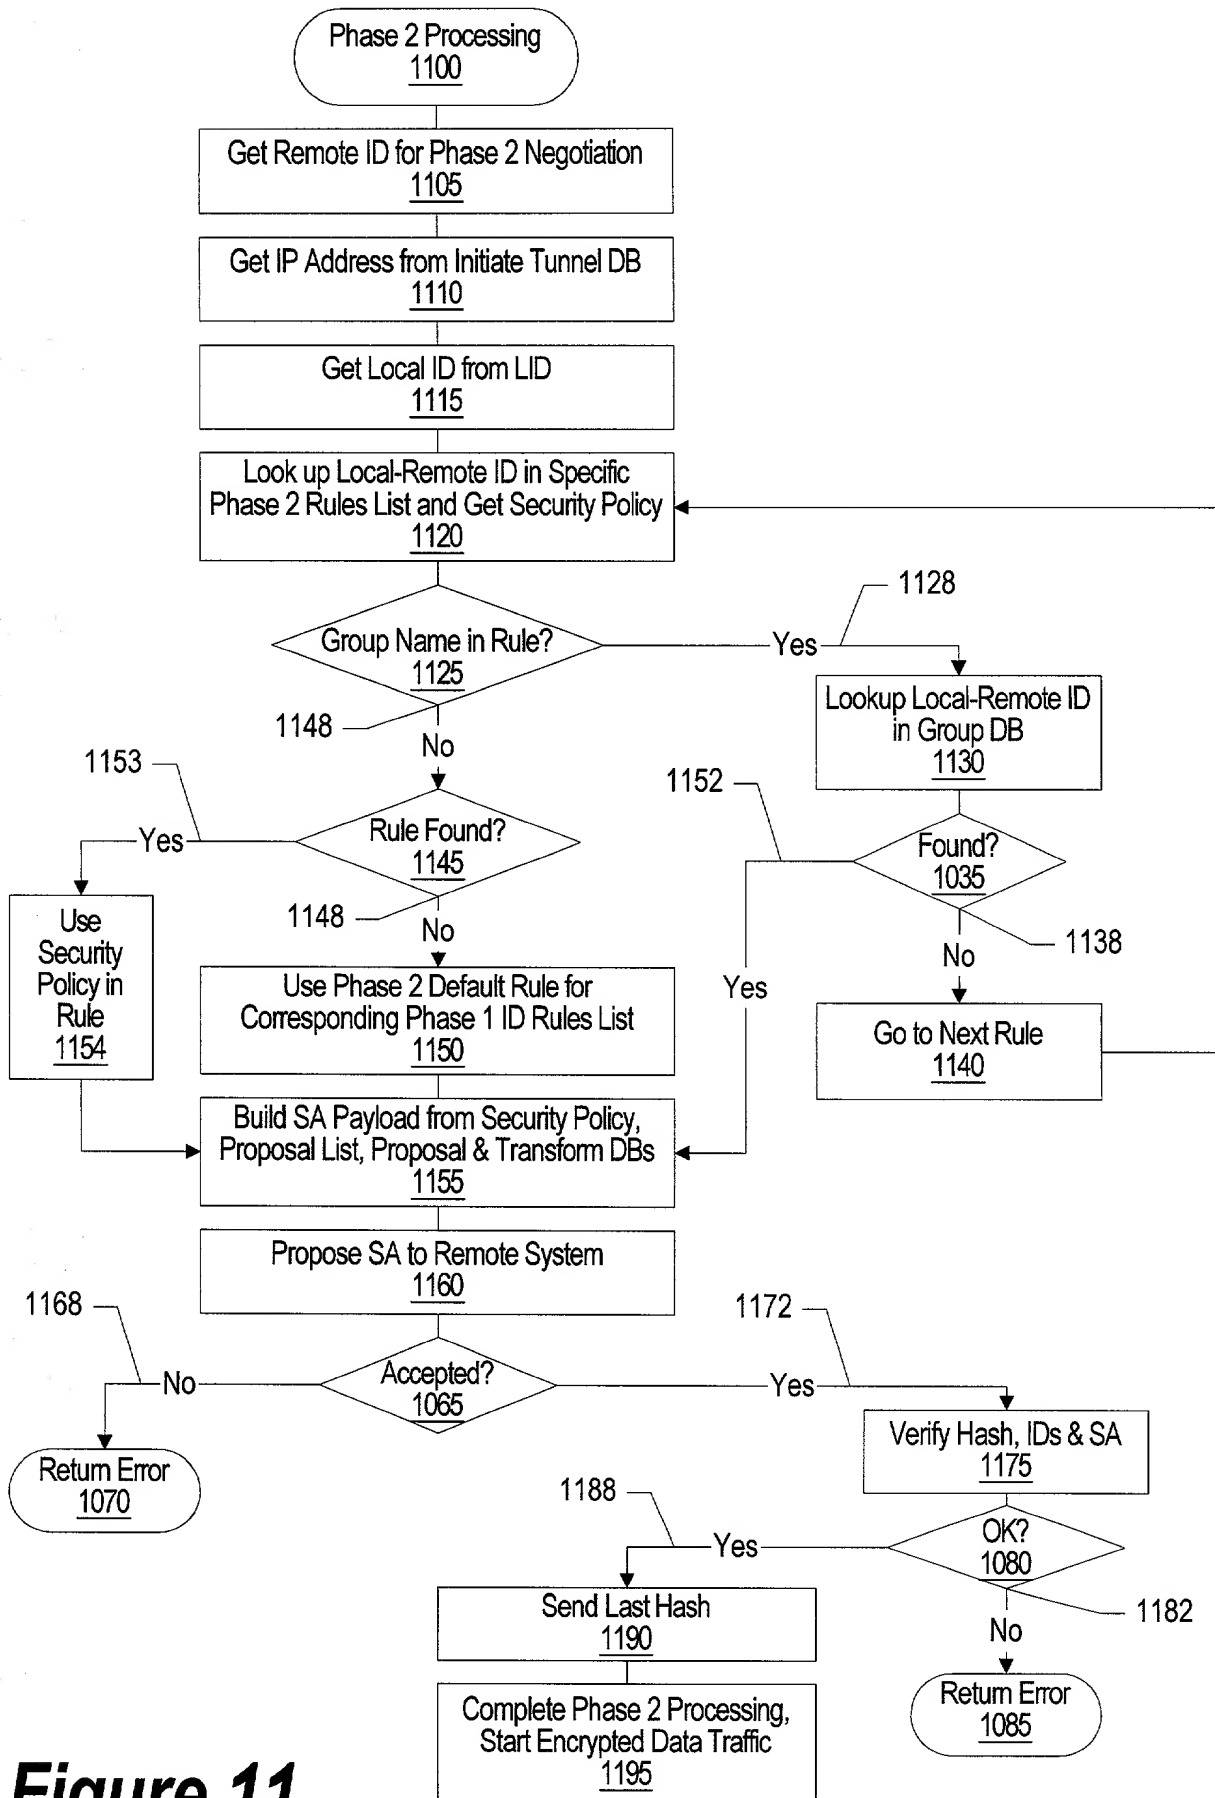 Phase 2 Processing
1100
Get Remote ID for Phase 2 Negotiation
1105
Get IP Address from Initiate Tunnel DB
1110
Get Local ID from LID
1115
Look up Local-Remote ID in Specific
Phase 2 Rules List and Get Security Policy
1120
1128
Group Name in Rule?
1125
Yes
Lookup Local-Remote ID
in Group DB
1130
1148
No
1153
1152
Yes
Rule Found?
1145
Found?
1035
1148
No
1138
No
Use
Security
Policy in
Rule
1154
Use Phase 2 Default Rule for
Corresponding Phase 1 ID Rules List
1150
Yes
Go to Next Rule
1140
Build SA Payload from Security Policy,
Proposal List, Proposal & Transform DBs
1155
Propose SA to Remote System
1160
1168
1172
No
Accepted?
1065
Yes
Return Error
1070
Verify Hash, IDs & SA
1175
1188
Yes
OK?
1080
1182
No
Send Last Hash
1190
Return Error
1085
Complete Phase 2 Processing,
Start Encrypted Data Traffic
1195
Figure 11